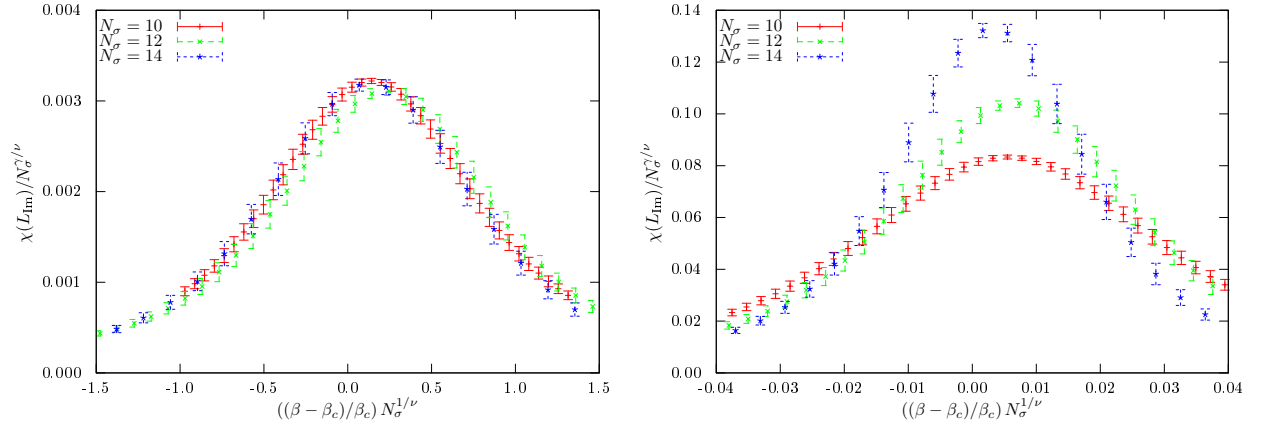 N_σ = 10
N_σ = 12
N_σ = 14
χ(L_Im)/N_σ^{γ/ν}
0.004
0.003
0.002
0.001
0.000
-1.5 -1.0 -0.5 0.0 0.5 1.0 1.5
((β − β_c)/β_c) N_σ^{1/ν}
N_σ = 10
N_σ = 12
N_σ = 14
χ(L_Im)/N_σ^{γ/ν}
0.14
0.12
0.10
0.08
0.06
0.04
0.02
0.00
-0.04 -0.03 -0.02 -0.01 0.00 0.01 0.02 0.03 0.04
((β − β_c)/β_c) N_σ^{1/ν}